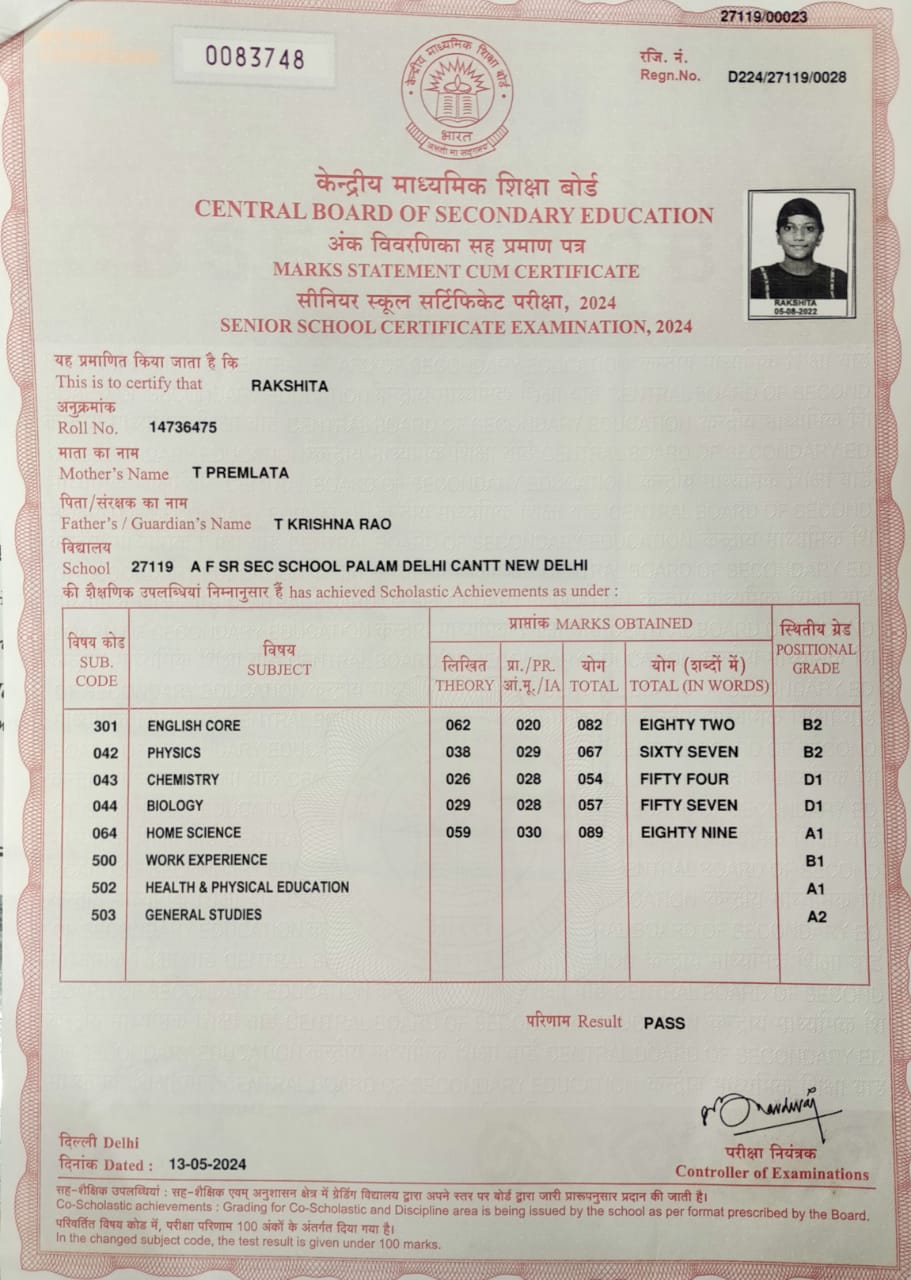 27119/00023
0083748
रजि. नं.
Regn.No. D224/27119/0028
केन्द्रीय माध्यमिक शिक्षा बोर्ड
भारत
असतो मा सद्गमय
केन्द्रीय माध्यमिक शिक्षा बोर्ड
CENTRAL BOARD OF SECONDARY EDUCATION
अंक विवरणिका सह प्रमाण पत्र
MARKS STATEMENT CUM CERTIFICATE
सीनियर स्कूल सर्टिफिकेट परीक्षा, 2024
SENIOR SCHOOL CERTIFICATE EXAMINATION, 2024
RAKSHITA
05-08-2022
यह प्रमाणित किया जाता है कि
This is to certify that RAKSHITA
अनुक्रमांक
Roll No. 14736475
माता का नाम
Mother's Name T PREMLATA
पिता/संरक्षक का नाम
Father's / Guardian's Name T KRISHNA RAO
विद्यालय
School 27119 A F SR SEC SCHOOL PALAM DELHI CANTT NEW DELHI
की शैक्षणिक उपलब्धियां निम्नानुसार हैं has achieved Scholastic Achievements as under :
विषय कोड SUB. CODE विषय SUBJECT प्राप्तांक MARKS OBTAINED स्थितीय ग्रेड POSITIONAL GRADE
लिखित THEORY प्रा./PR. आं.मू./IA योग TOTAL योग (शब्दों में) TOTAL (IN WORDS)
301 ENGLISH CORE 062 020 082 EIGHTY TWO B2
042 PHYSICS 038 029 067 SIXTY SEVEN B2
043 CHEMISTRY 026 028 054 FIFTY FOUR D1
044 BIOLOGY 029 028 057 FIFTY SEVEN D1
064 HOME SCIENCE 059 030 089 EIGHTY NINE A1
500 WORK EXPERIENCE B1
502 HEALTH & PHYSICAL EDUCATION A1
503 GENERAL STUDIES A2
परिणाम Result PASS
दिल्ली Delhi
दिनांक Dated : 13-05-2024
परीक्षा नियंत्रक
Controller of Examinations
सह-शैक्षिक उपलब्धियां : सह-शैक्षिक एवम् अनुशासन क्षेत्र में ग्रेडिंग विद्यालय द्वारा अपने स्तर पर बोर्ड द्वारा जारी प्रारूपनुसार प्रदान की जाती है।
Co-Scholastic achievements : Grading for Co-Scholastic and Discipline area is being issued by the school as per format prescribed by the Board.
परिवर्तित विषय कोड में, परीक्षा परिणाम 100 अंकों के अंतर्गत दिया गया है।
In the changed subject code, the test result is given under 100 marks.